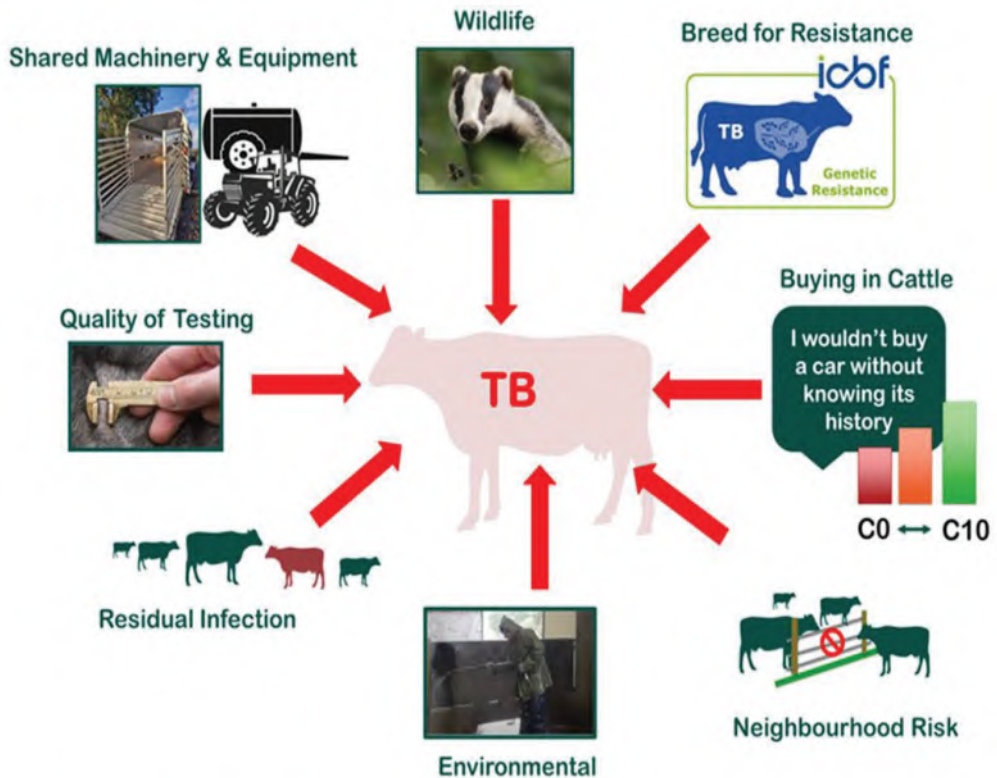 Wildlife
Breed for Resistance
Shared Machinery & Equipment
icbf
TB
Genetic
Resistance
Buying in Cattle
Quality of Testing
I wouldn't buy
a car without
knowing its
history
TB
C0
C10
Residual Infection
Neighbourhood Risk
Environmental